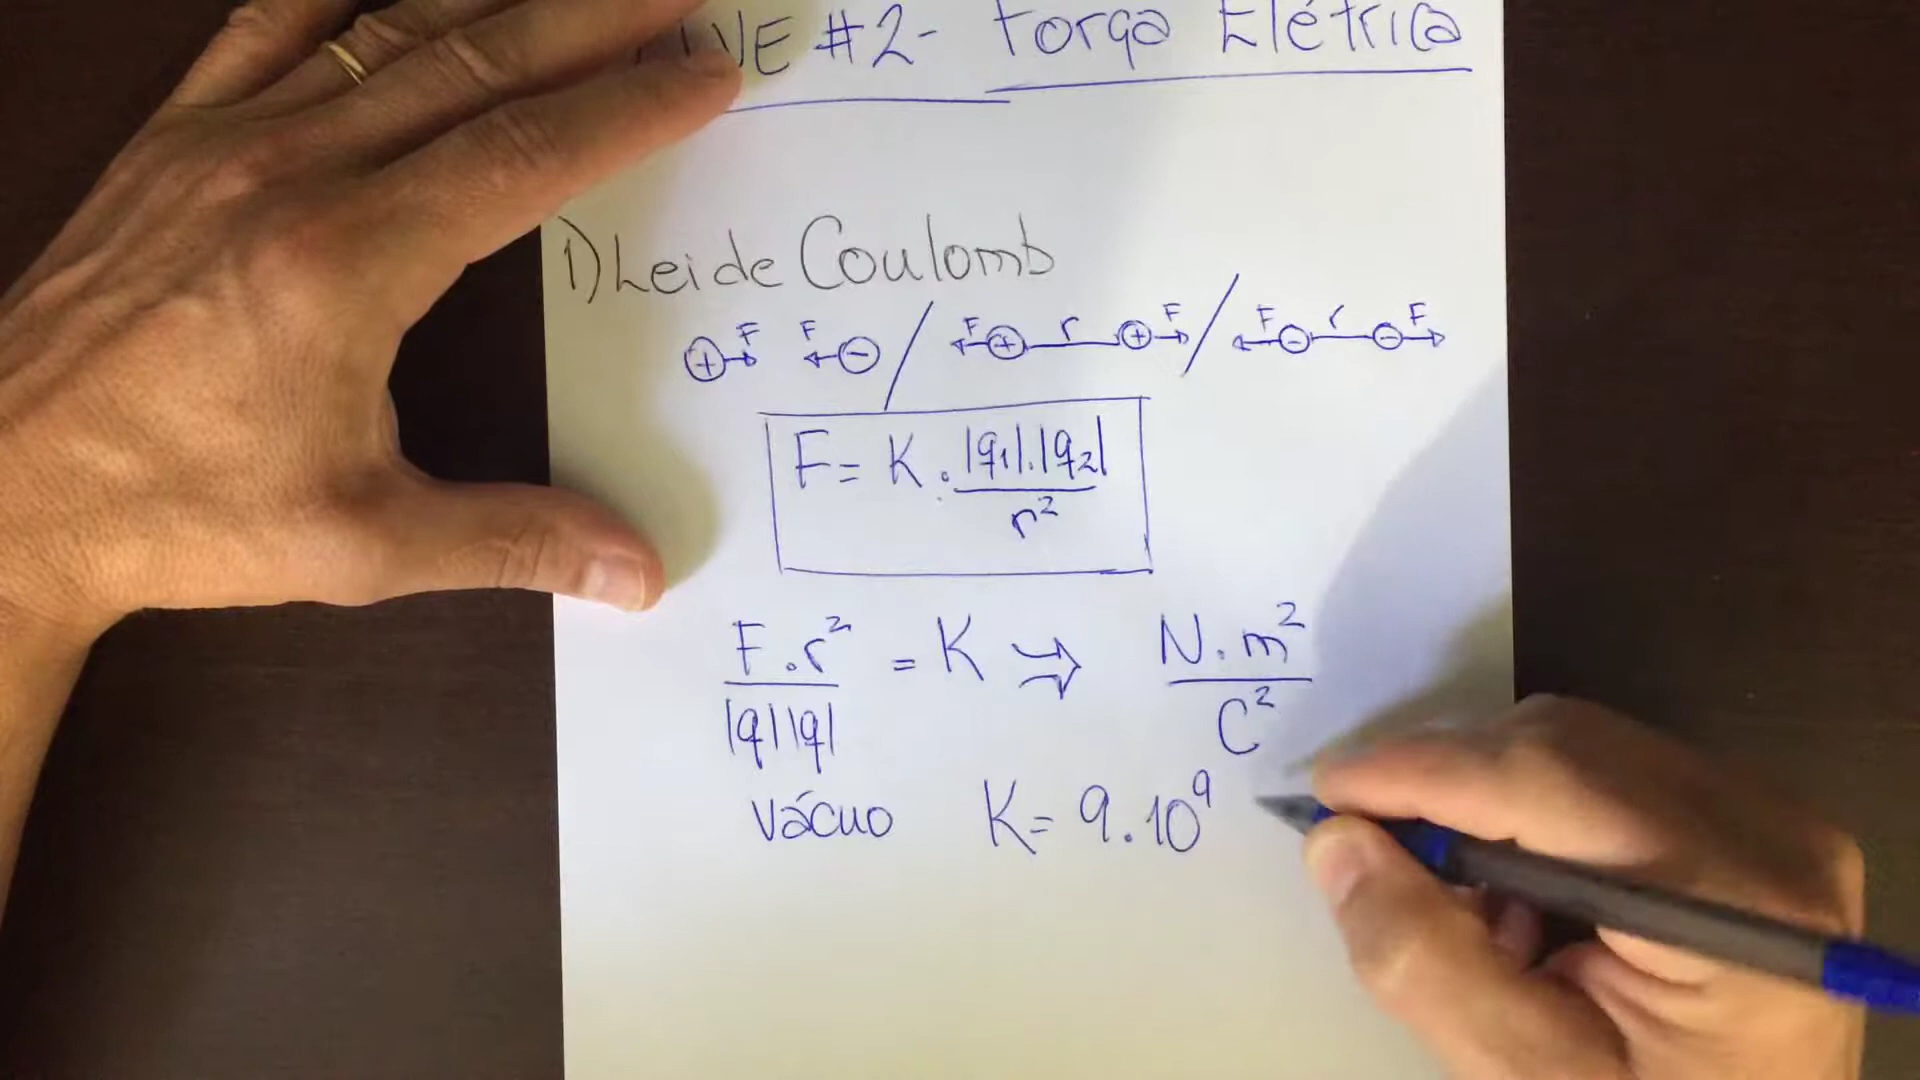 #2- Força Elétrica
1) Lei de Coulomb
+ F F - / F + r + F / F - r - F
F = K . |q1|.|q2| / r²
F.r² / |q||q| = K ⇒ N.m² / C²
Vácuo K = 9.10⁹